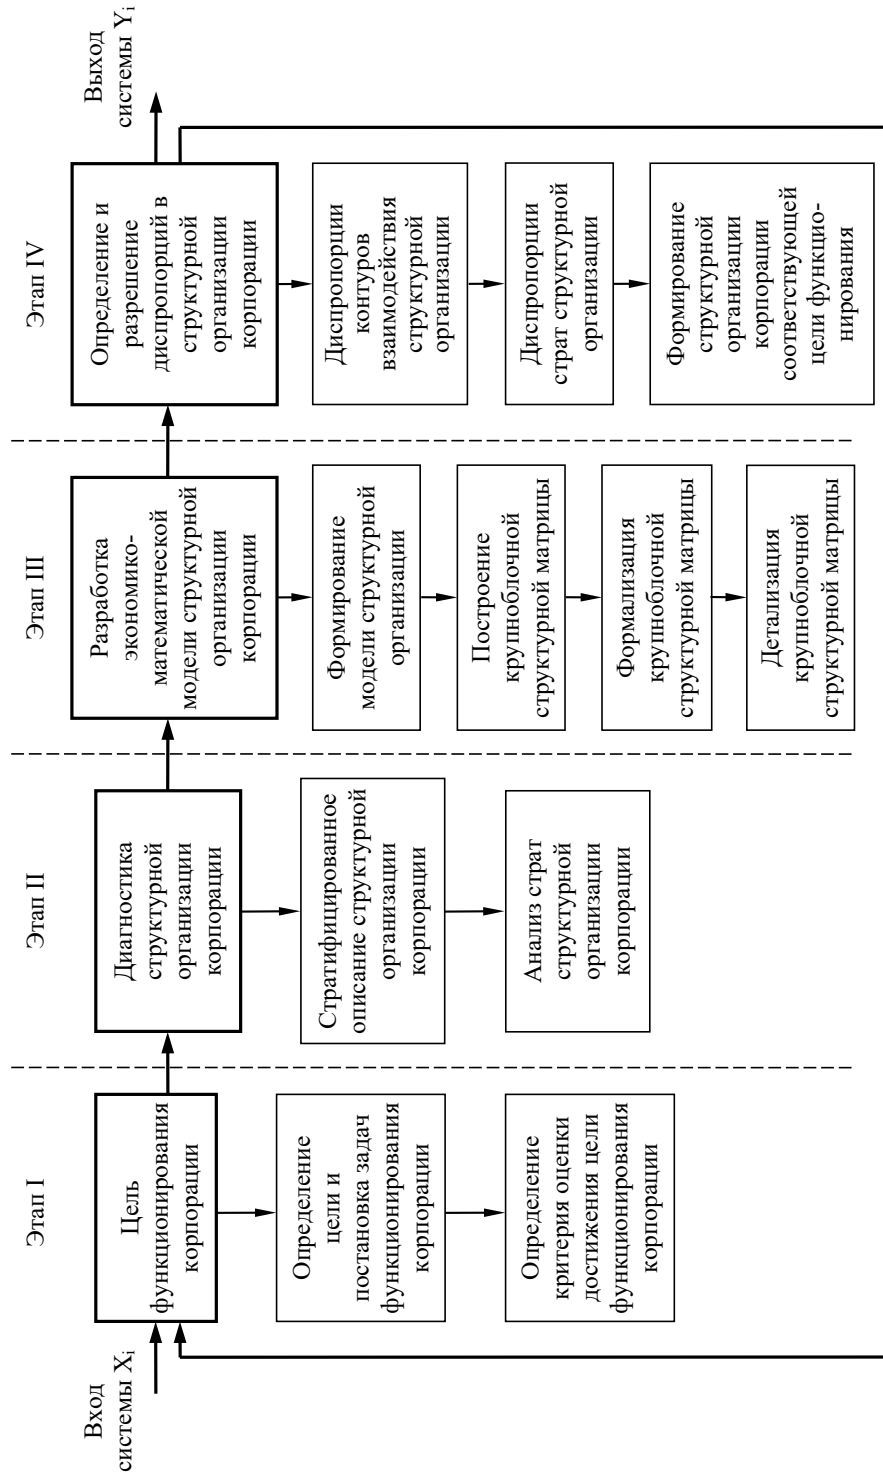 Вход
системы Xi
Этап I
Цель
функционирования
корпорации
Определение
цели и
постановка задач
функционирования
корпорации
Определение
критерия оценки
достижения цели
функционирования
корпорации
Этап II
Диагностика
структурной
организации
корпорации
Стратифицированное
описание структурной
организации
корпорации
Анализ страт
структурной
организации
корпорации
Этап III
Разработка
экономико-
математической
модели структурной
организации
корпорации
Формирование
модели структурной
организации
Построение
крупноблочной
структурной матрицы
Формализация
крупноблочной
структурной матрицы
Детализация
крупноблочной
структурной матрицы
Этап IV
Определение и
разрешение
диспропорций в
структурной
организации
корпорации
Диспропорции
контуров
взаимодействия
структурной
организации
Диспропорции
страт структурной
организации
Формирование
структурной
организации
корпорации
соответствующей
цели функцио-
нирования
Выход
системы Yi